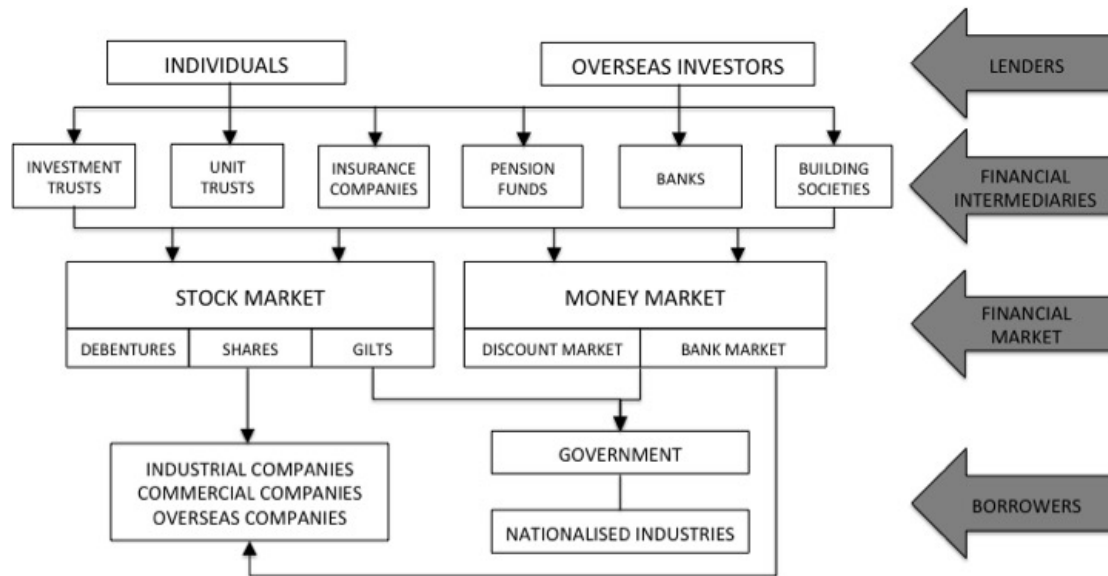 INDIVIDUALS
OVERSEAS INVESTORS
LENDERS
INVESTMENT
TRUSTS
UNIT
TRUSTS
INSURANCE
COMPANIES
PENSION
FUNDS
BANKS
BUILDING
SOCIETIES
FINANCIAL
INTERMEDIARIES
STOCK MARKET
MONEY MARKET
FINANCIAL
MARKET
DEBENTURES
SHARES
GILTS
DISCOUNT MARKET
BANK MARKET
INDUSTRIAL COMPANIES
COMMERCIAL COMPANIES
OVERSEAS COMPANIES
GOVERNMENT
NATIONALISED INDUSTRIES
BORROWERS